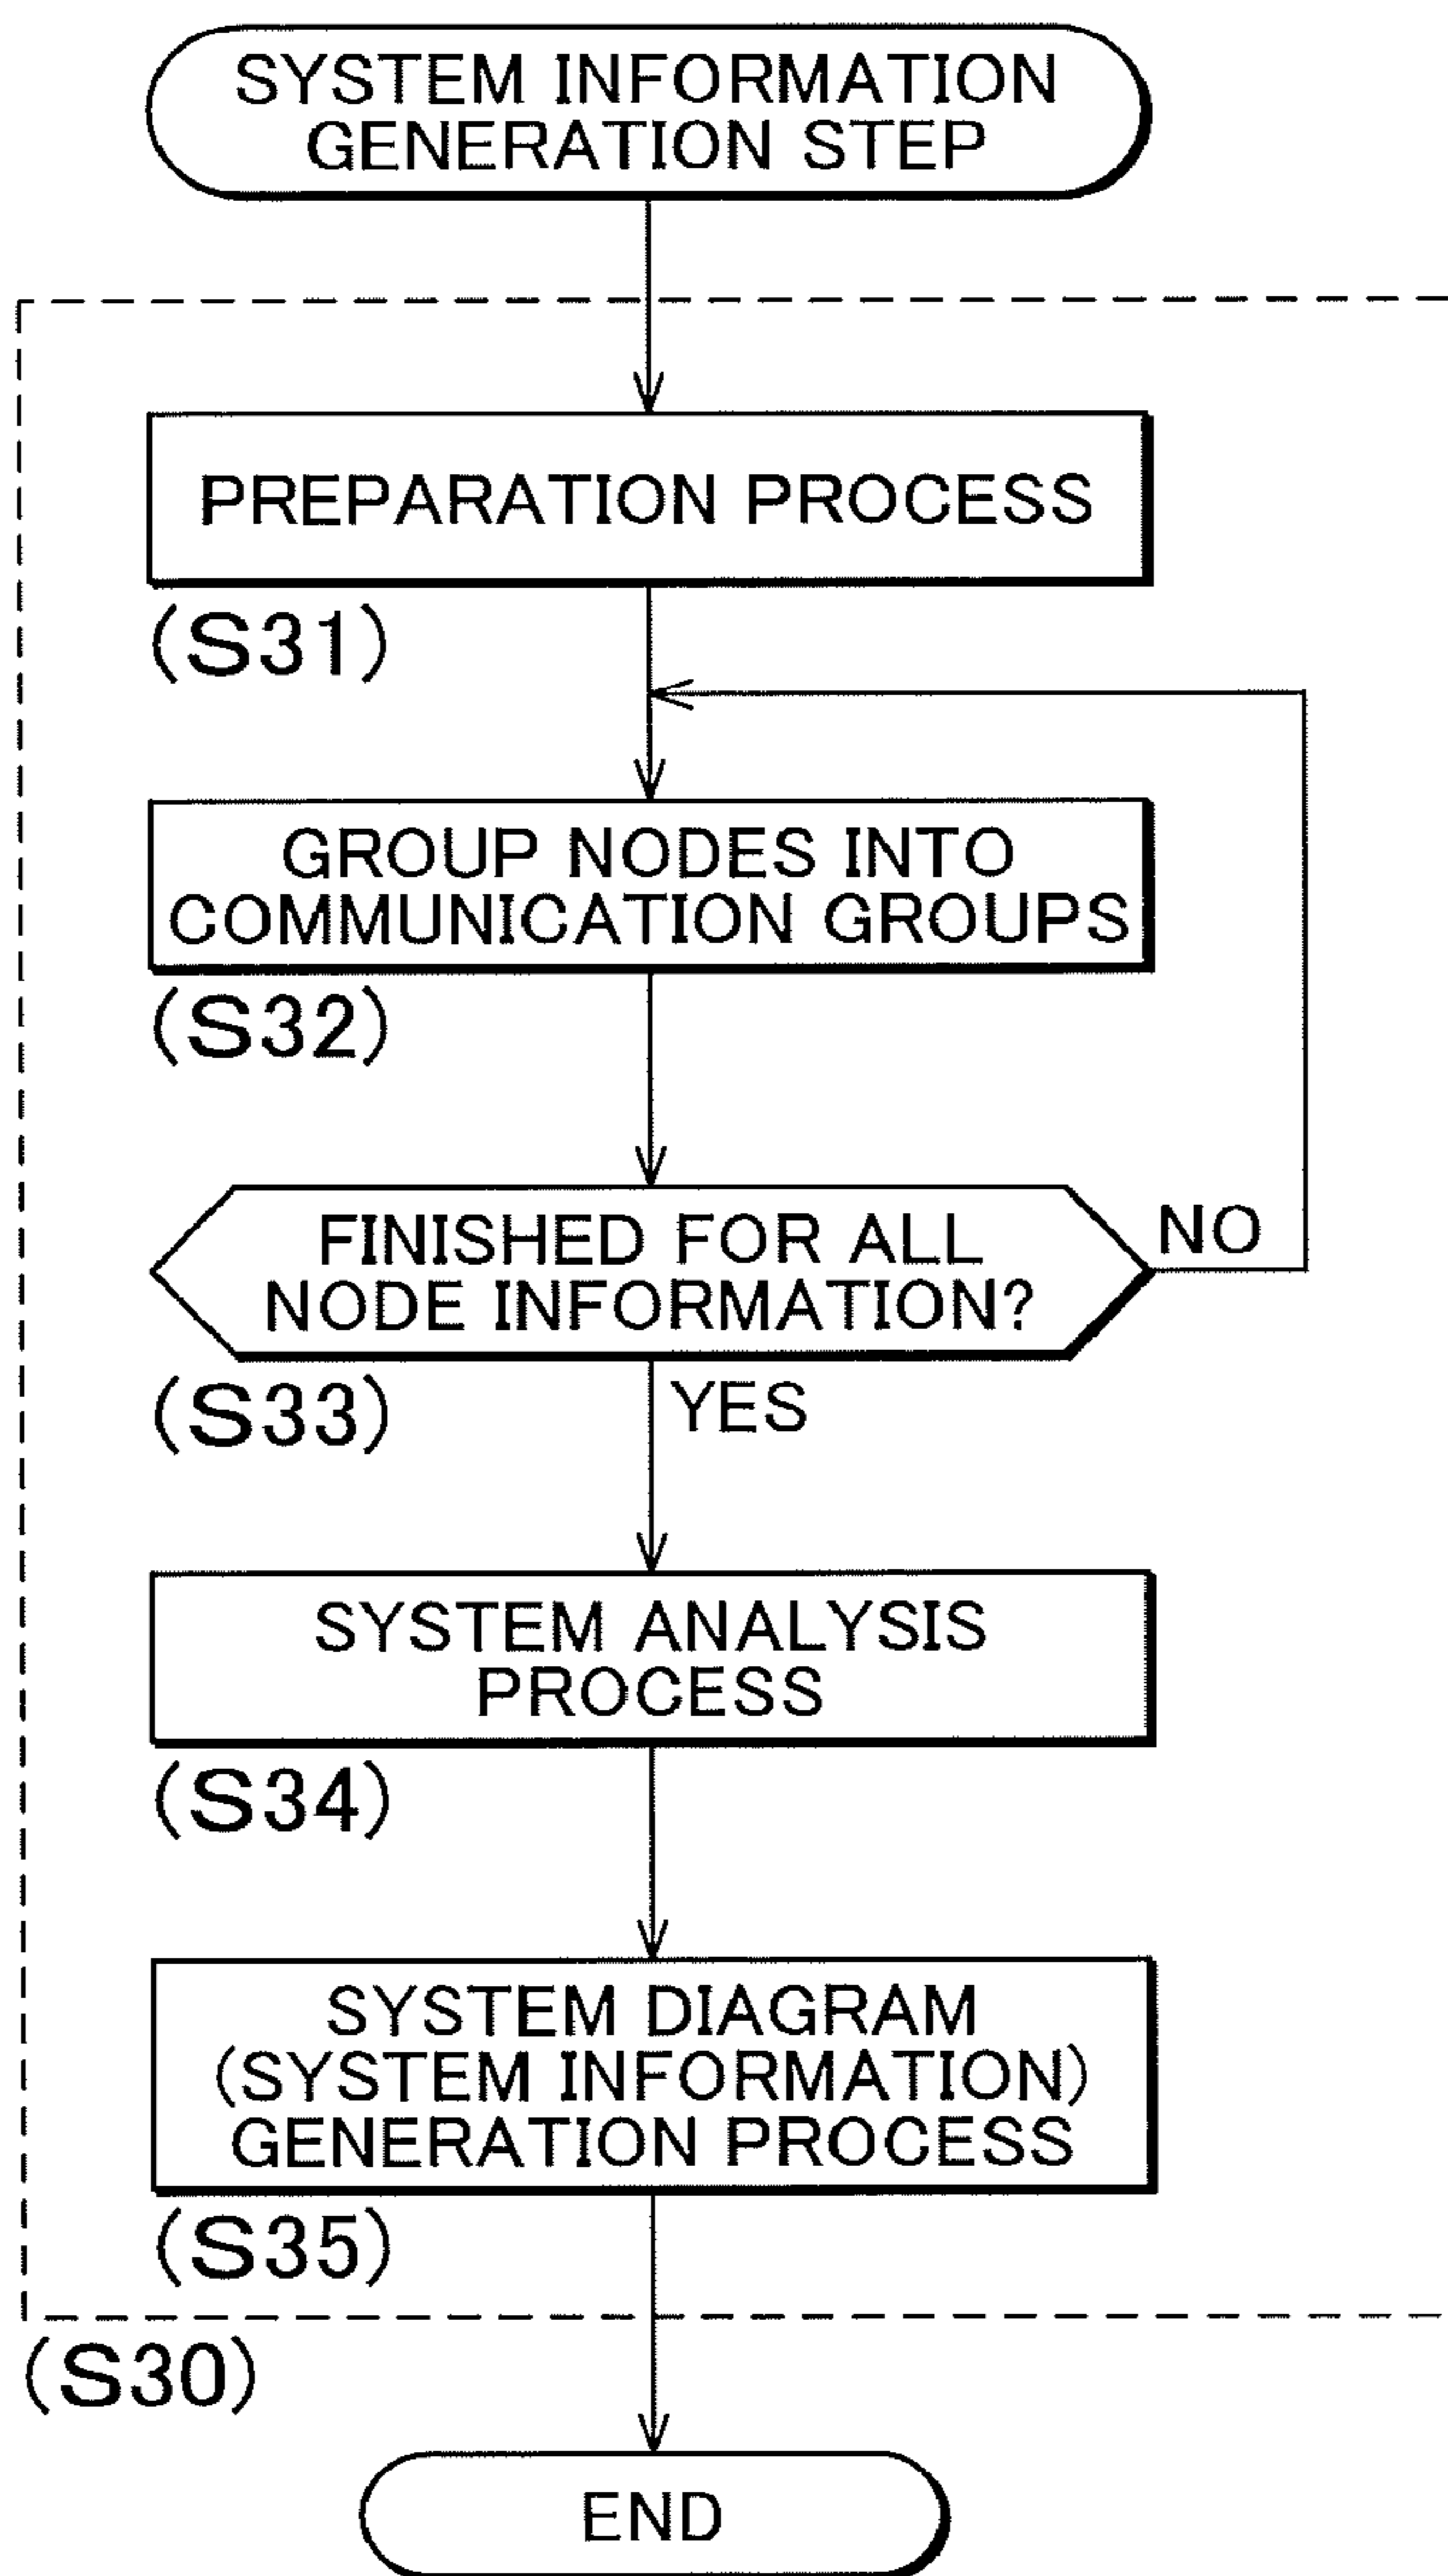 SYSTEM INFORMATION
GENERATION STEP
PREPARATION PROCESS
(S31)
GROUP NODES INTO
COMMUNICATION GROUPS
(S32)
FINISHED FOR ALL
NODE INFORMATION?
NO
(S33)
YES
SYSTEM ANALYSIS
PROCESS
(S34)
SYSTEM DIAGRAM
(SYSTEM INFORMATION)
GENERATION PROCESS
(S35)
(S30)
END